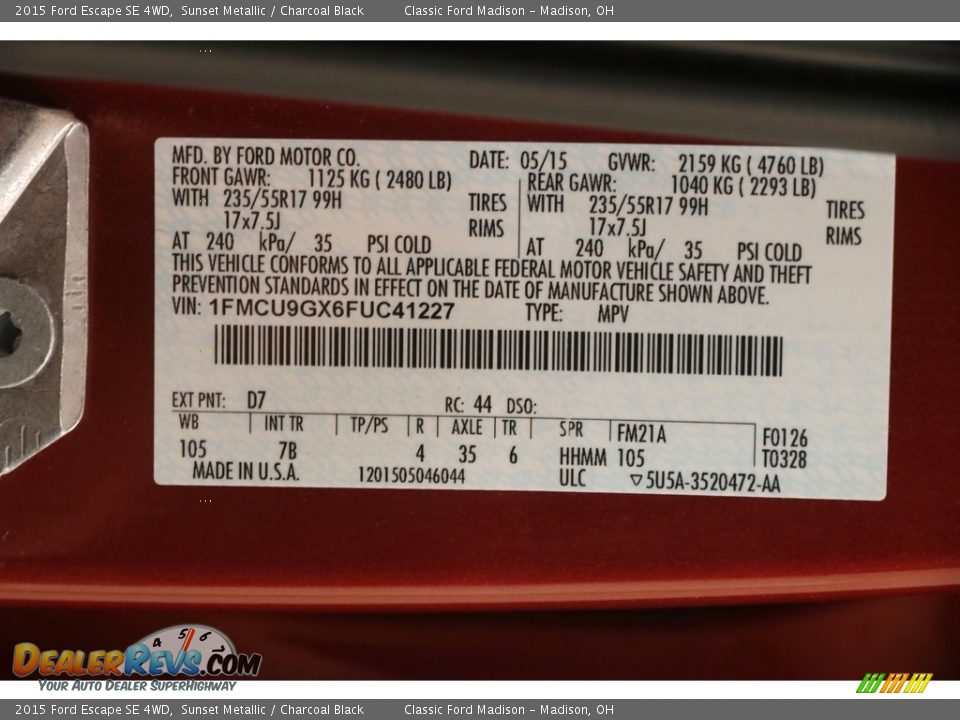 2015 Ford Escape SE 4WD, Sunset Metallic / Charcoal Black Classic Ford Madison – Madison, OH
MFD. BY FORD MOTOR CO. DATE: 05/15 GVWR: 2159 KG ( 4760 LB)
FRONT GAWR: 1125 KG ( 2480 LB) REAR GAWR: 1040 KG ( 2293 LB)
WITH 235/55R17 99H TIRES WITH 235/55R17 99H TIRES
17x7.5J RIMS 17x7.5J RIMS
AT 240 kPa/ 35 PSI COLD AT 240 kPa/ 35 PSI COLD
THIS VEHICLE CONFORMS TO ALL APPLICABLE FEDERAL MOTOR VEHICLE SAFETY AND THEFT
PREVENTION STANDARDS IN EFFECT ON THE DATE OF MANUFACTURE SHOWN ABOVE.
VIN: 1FMCU9GX6FUC41227 TYPE: MPV
EXT PNT: D7 RC: 44 DSO:
WB INT TR TP/PS R AXLE TR SPR FM21A F0126
105 7B 4 35 6 HHMM 105 T0328
MADE IN U.S.A. 1201505046044 ULC ▽5U5A-3520472-AA
4 5 6
DEALERREVS.COM
YOUR AUTO DEALER SUPERHIGHWAY
2015 Ford Escape SE 4WD, Sunset Metallic / Charcoal Black Classic Ford Madison – Madison, OH